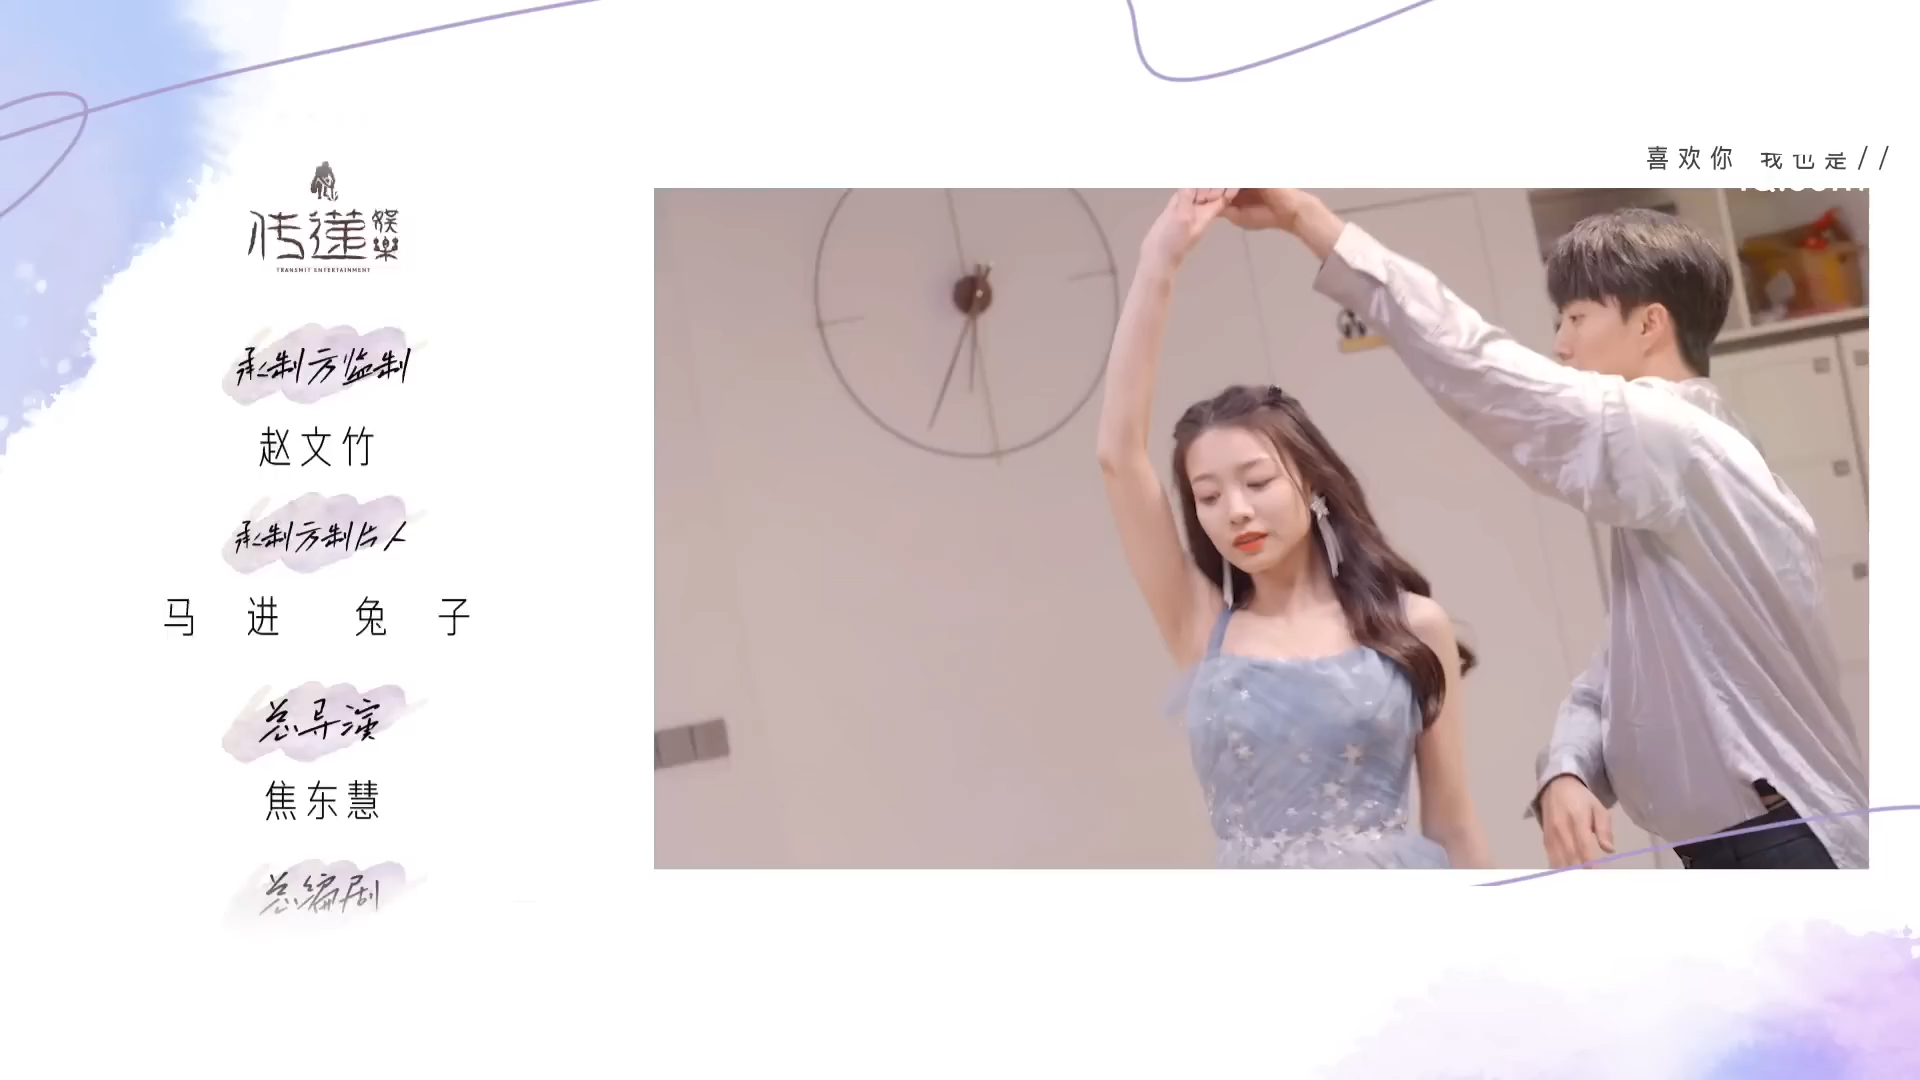 喜欢你 我也是//
传递娱樂
TRANSMIT ENTERTAINMENT
承制方监制
赵文竹
承制方制片人
马进 兔子
总导演
焦东慧
总编剧